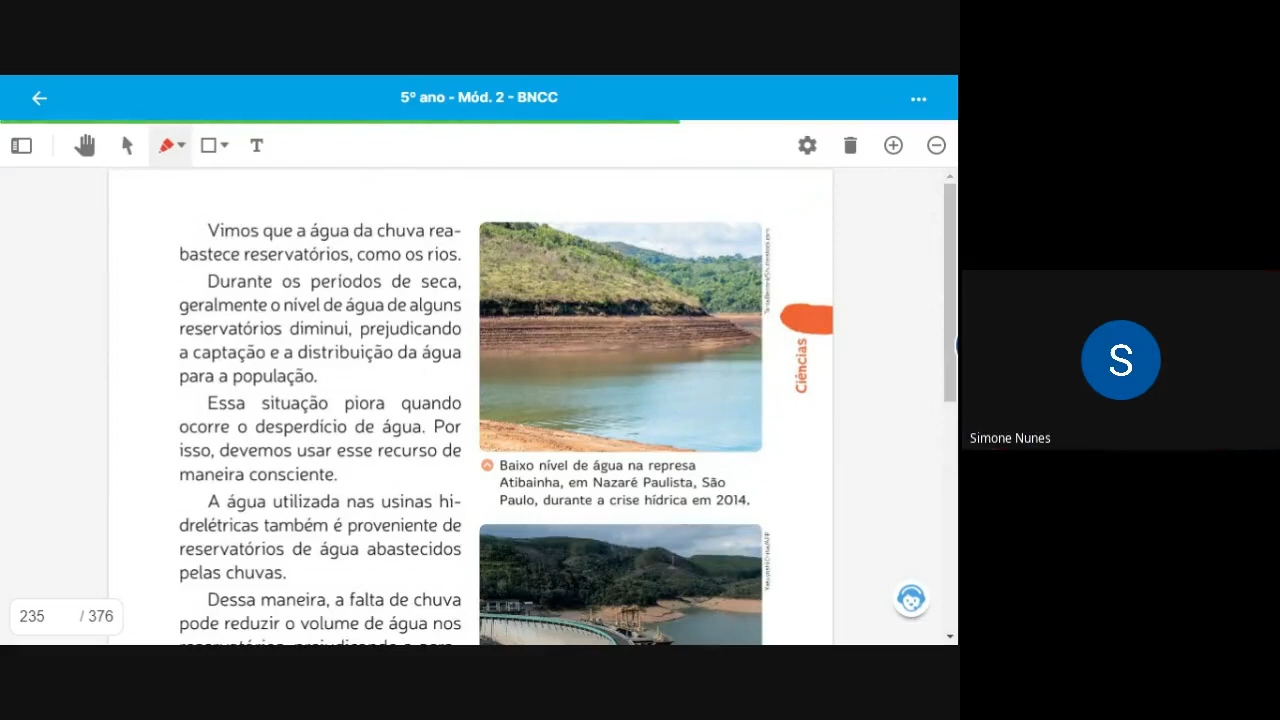 5º ano - Mód. 2 - BNCC
T
Vimos que a água da chuva rea-
bastece reservatórios, como os rios.
Durante os períodos de seca,
geralmente o nível de água de alguns
reservatórios diminui, prejudicando
a captação e a distribuição da água
para a população.
Essa situação piora quando
ocorre o desperdício de água. Por
isso, devemos usar esse recurso de
maneira consciente.
A água utilizada nas usinas hi-
drelétricas também é proveniente de
reservatórios de água abastecidos
pelas chuvas.
Dessa maneira, a falta de chuva
pode reduzir o volume de água nos
Ciências
Baixo nível de água na represa
Atibainha, em Nazaré Paulista, São
Paulo, durante a crise hídrica em 2014.
235 / 376
S
Simone Nunes